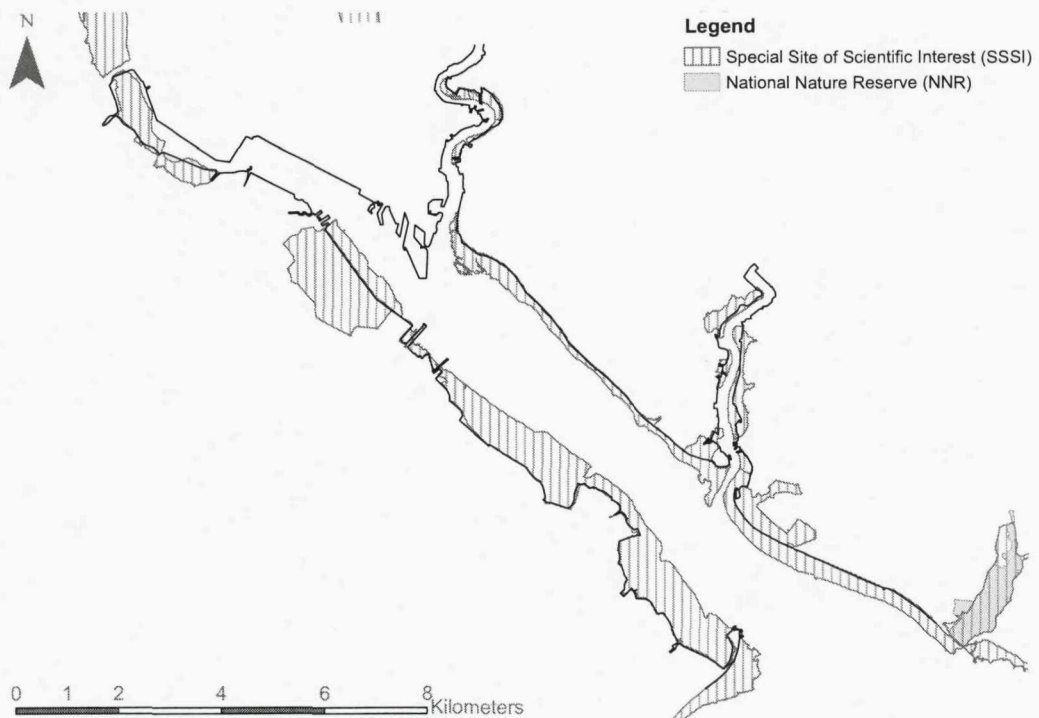 N
Legend
Special Site of Scientific Interest (SSSI)
National Nature Reserve (NNR)
0 1 2 4 6 8
Kilometers